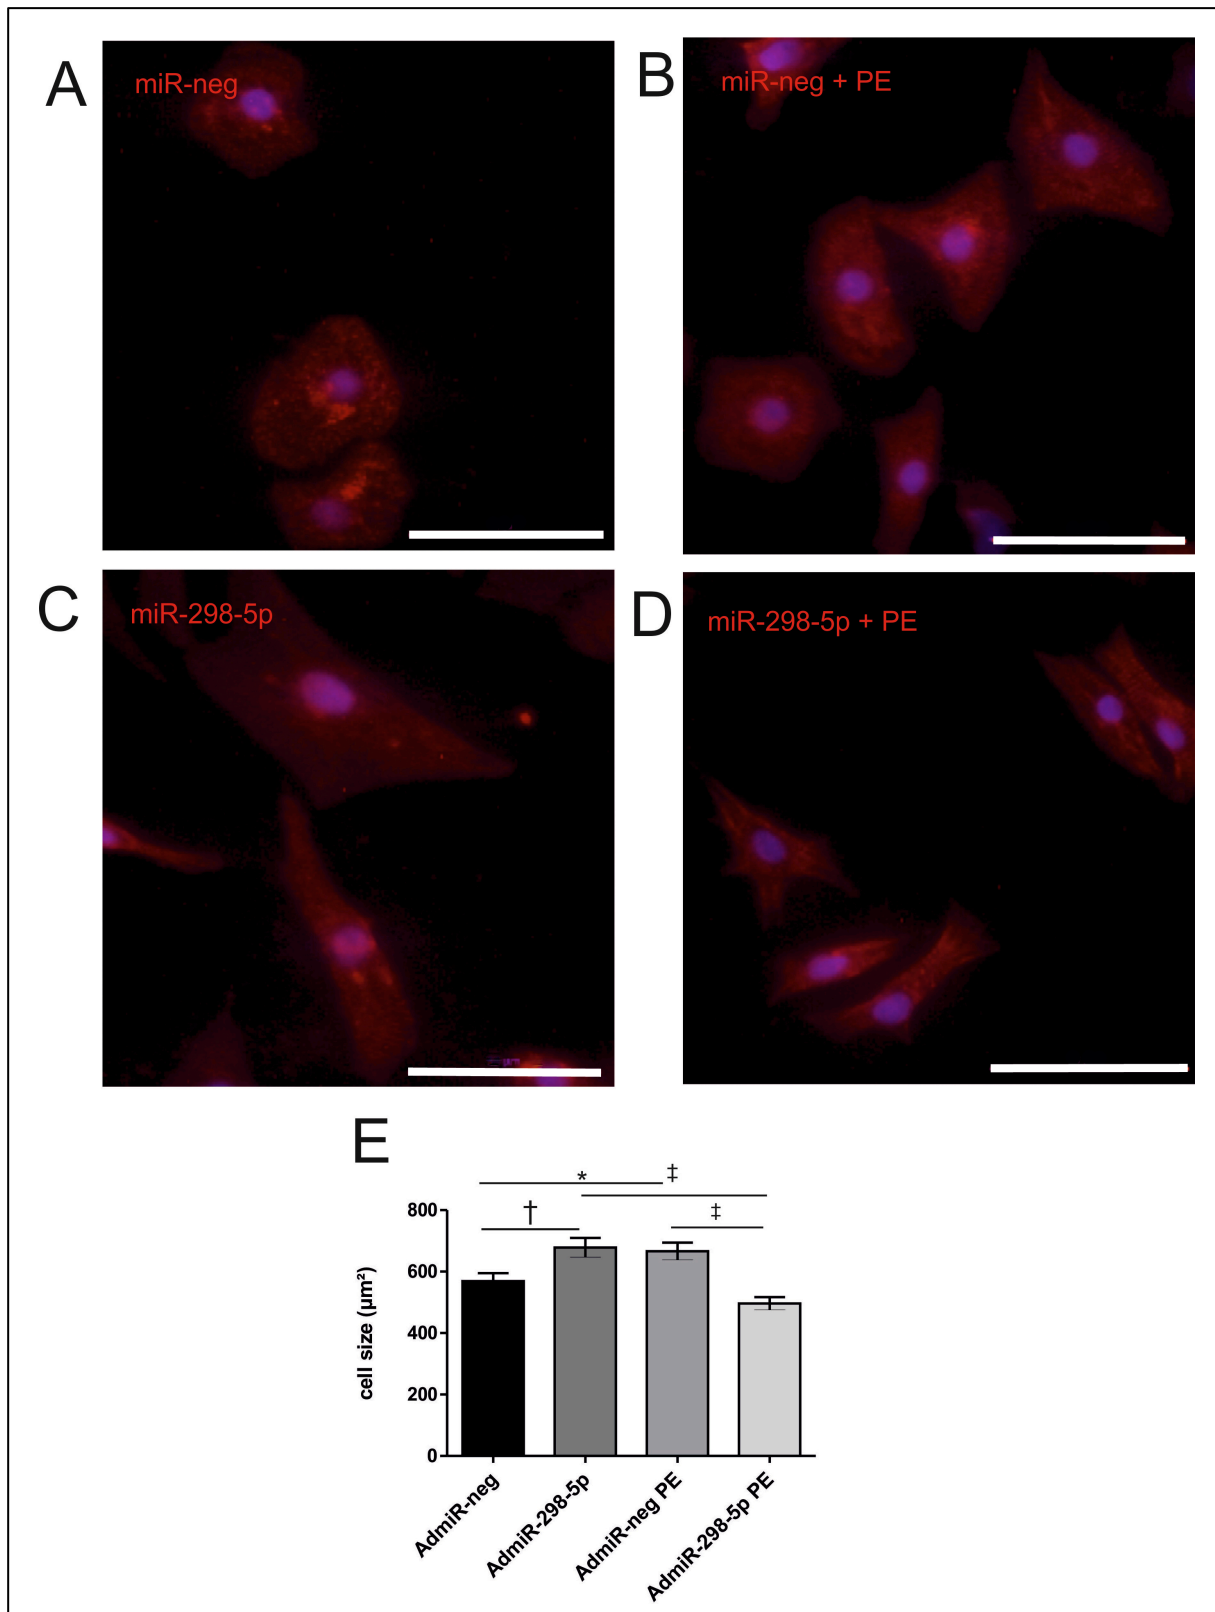 A
miR-neg
B
miR-neg + PE
C
miR-298-5p
D
miR-298-5p + PE
E
* ‡
† ‡
cell size (µm²)
800
600
400
200
0
AdmiR-neg
AdmiR-298-5p
AdmiR-neg PE
AdmiR-298-5p PE